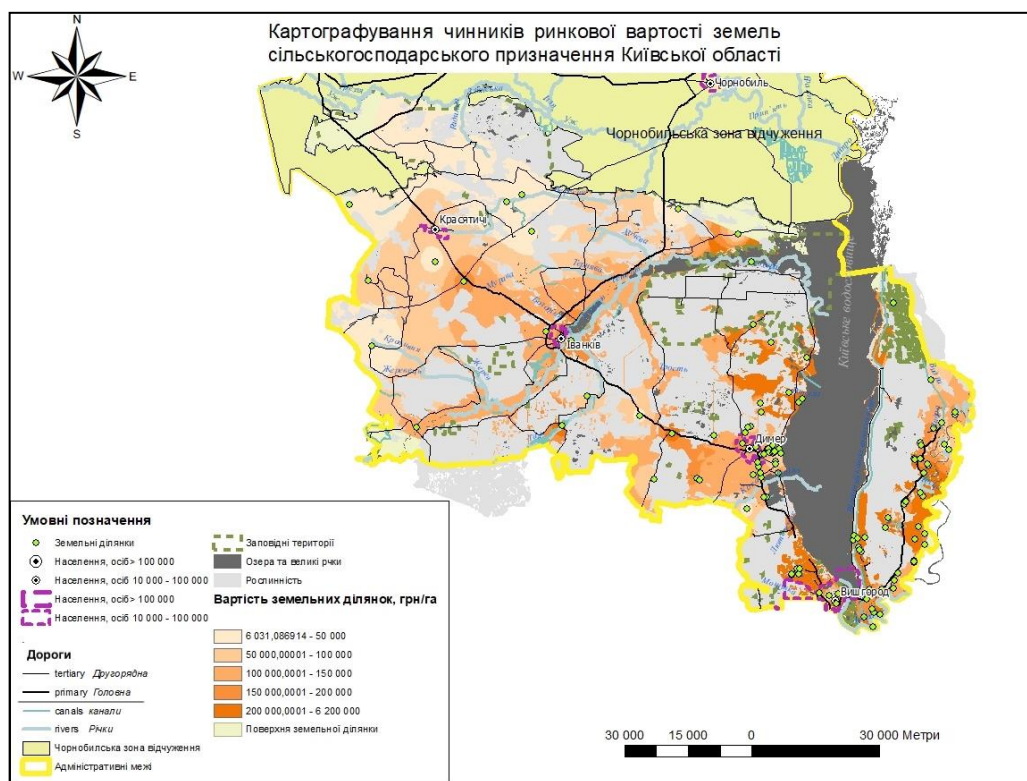 Картографування чинників ринкової вартості земель
сільськогосподарського призначення Київської області
N
W
E
S
Чорнобиль
Уж
Чорнобильська зона відчуження
Дніпро
Красятичі
Іванків
Київське водосховище
Димер
Вишгород
Умовні позначення
Земельні ділянки
Населення, осіб> 100 000
Населення, осіб 10 000 - 100 000
Населення, осіб> 100 000
Населення, осіб 10 000 - 100 000
Дороги
tertiary Другорядна
primary Головна
canals канали
rivers Річки
Чорнобильська зона відчуження
Адміністративні межі
Заповідні території
Озера та великі річки
Рослинність
Вартість земельних ділянок, грн/га
6 031,086914 - 50 000
50 000,00001 - 100 000
100 000,0001 - 150 000
150 000,0001 - 200 000
200 000,0001 - 6 200 000
Поверхня земельної ділянки
30 000 15 000 0 30 000 Метри